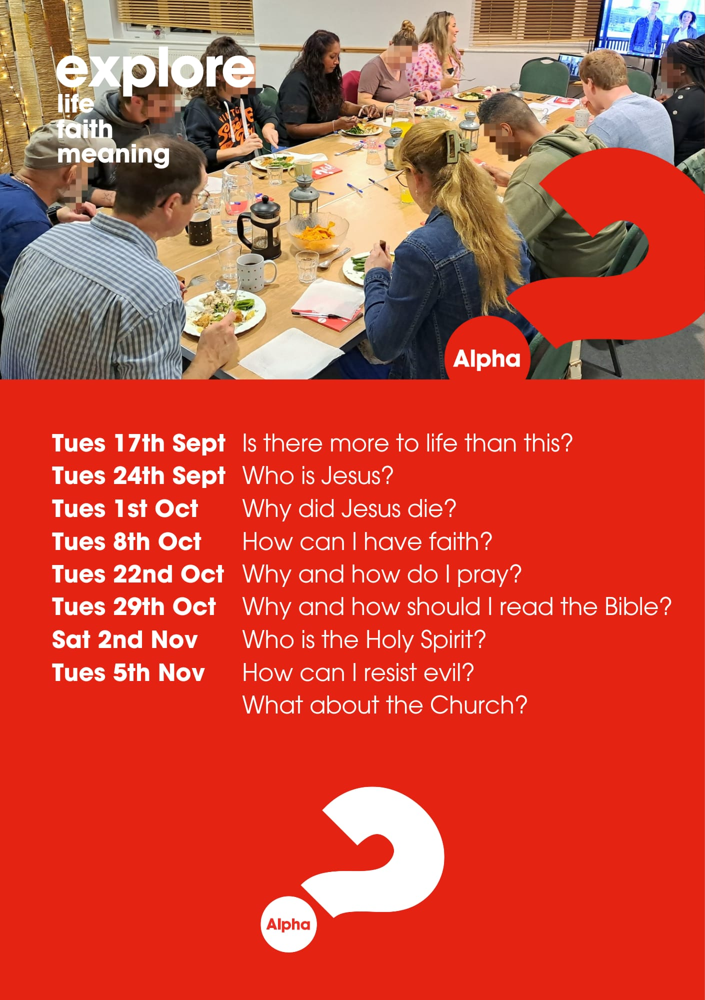 explore
life
faith
meaning
Alpha
Tues 17th Sept Is there more to life than this?
Tues 24th Sept Who is Jesus?
Tues 1st Oct Why did Jesus die?
Tues 8th Oct How can I have faith?
Tues 22nd Oct Why and how do I pray?
Tues 29th Oct Why and how should I read the Bible?
Sat 2nd Nov Who is the Holy Spirit?
Tues 5th Nov How can I resist evil?
What about the Church?
Alpha